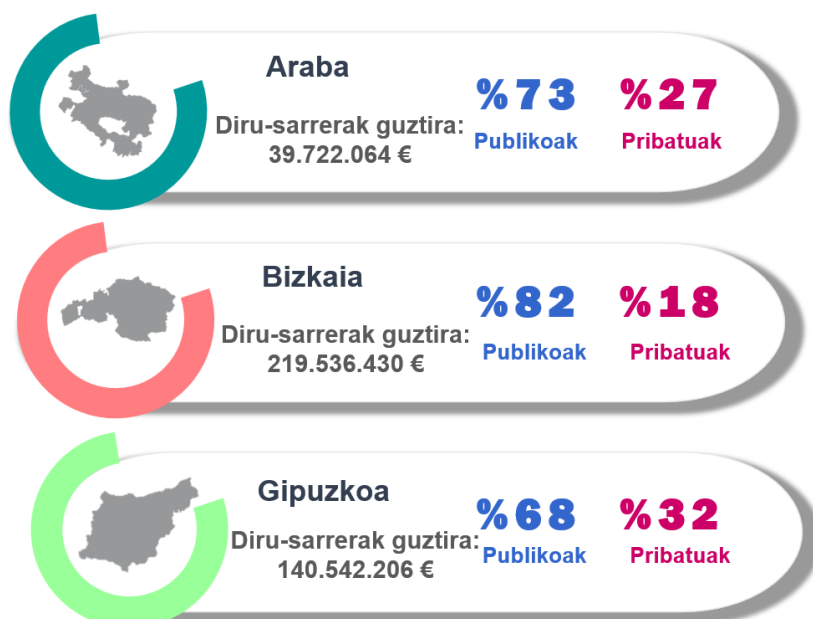 Araba
Diru-sarrerak guztira:
39.722.064 €
%73
Publikoak
%27
Pribatuak
Bizkaia
Diru-sarrerak guztira:
219.536.430 €
%82
Publikoak
%18
Pribatuak
Gipuzkoa
Diru-sarrerak guztira:
140.542.206 €
%68
Publikoak
%32
Pribatuak